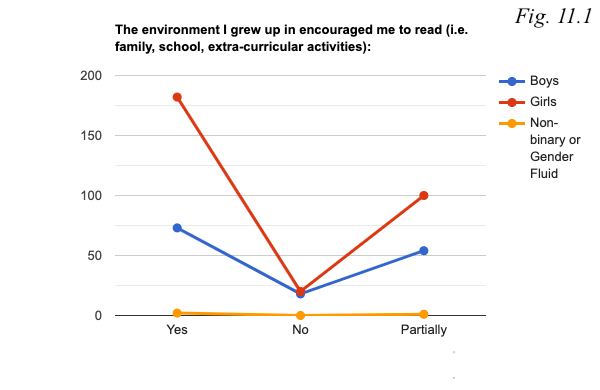 Fig. 11.1
The environment I grew up in encouraged me to read (i.e.
family, school, extra-curricular activities):
200
150
100
50
0
Yes
No
Partially
Boys
Girls
Non-
binary or
Gender
Fluid